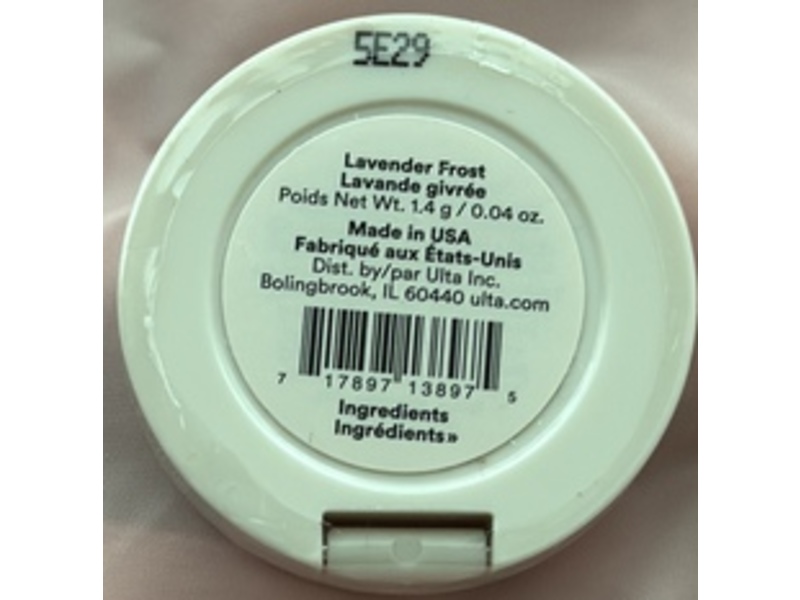 5E29
Lavender Frost
Lavande givrée
Poids Net Wt. 1.4 g / 0.04 oz.
Made in USA
Fabriqué aux États-Unis
Dist. by/par Ulta Inc.
Bolingbrook, IL 60440 ulta.com
7 17897 13897 5
Ingredients
Ingrédients»